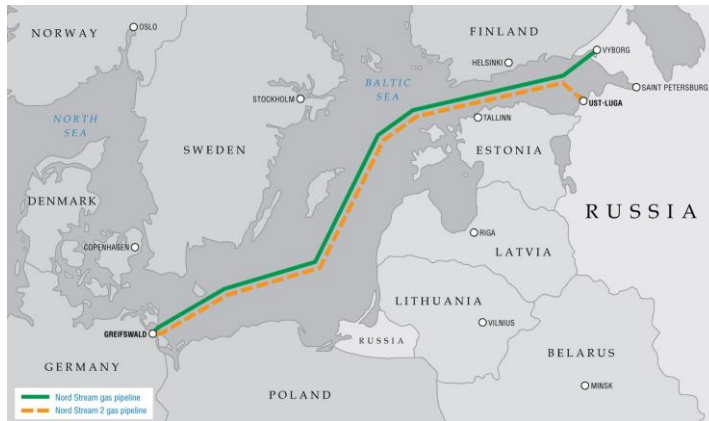 NORWAY
OSLO
FINLAND
VYBORG
HELSINKI
SAINT PETERSBURG
BALTIC
SEA
STOCKHOLM
UST-LUGA
NORTH
SEA
TALLINN
SWEDEN
ESTONIA
DENMARK
RUSSIA
COPENHAGEN
RIGA
LATVIA
LITHUANIA
VILNIUS
GREIFSWALD
RUSSIA
BELARUS
GERMANY
MINSK
POLAND
Nord Stream gas pipeline
Nord Stream 2 gas pipeline